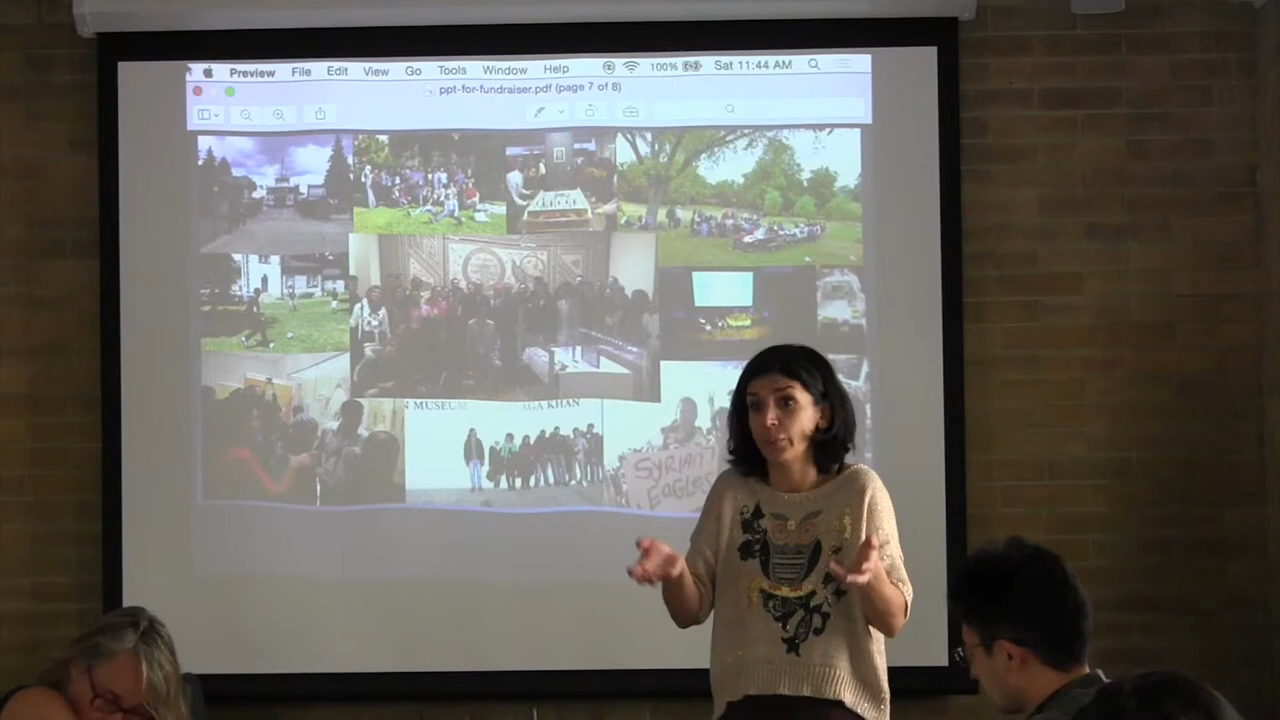 Preview File Edit View Go Tools Window Help 100% Sat 11:44 AM
ppt-for-fundraiser.pdf (page 7 of 8)
N MUSEUM AGA KHAN
SYRIAN
EAGLES